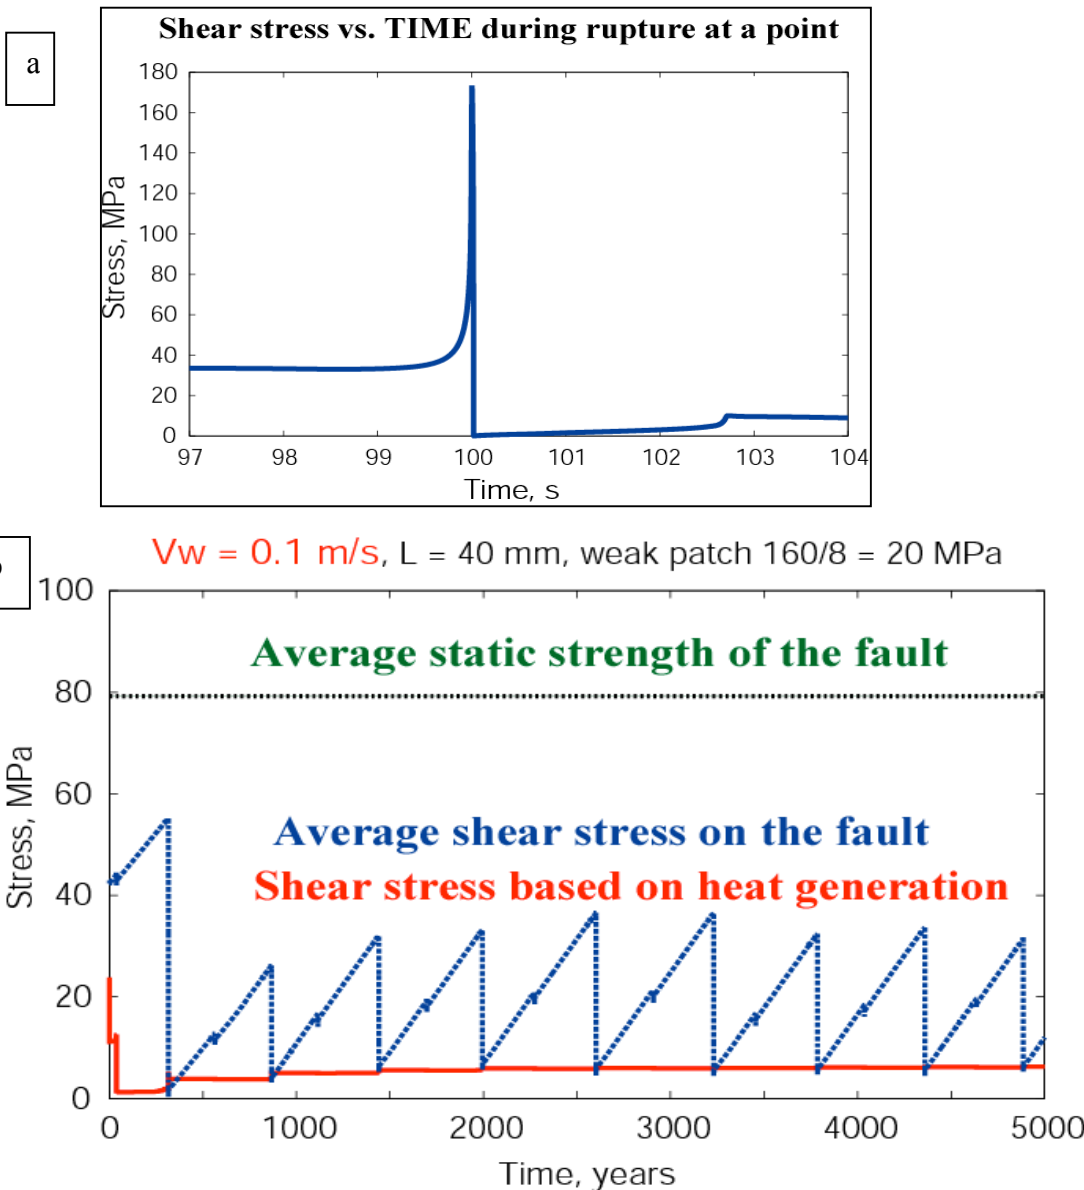 a
Shear stress vs. TIME during rupture at a point
Stress, MPa
180
160
140
120
100
80
60
40
20
0
97 98 99 100 101 102 103 104
Time, s
Vw = 0.1 m/s, L = 40 mm, weak patch 160/8 = 20 MPa
Stress, MPa
100
80
60
40
20
0
Average static strength of the fault
Average shear stress on the fault
Shear stress based on heat generation
0 1000 2000 3000 4000 5000
Time, years